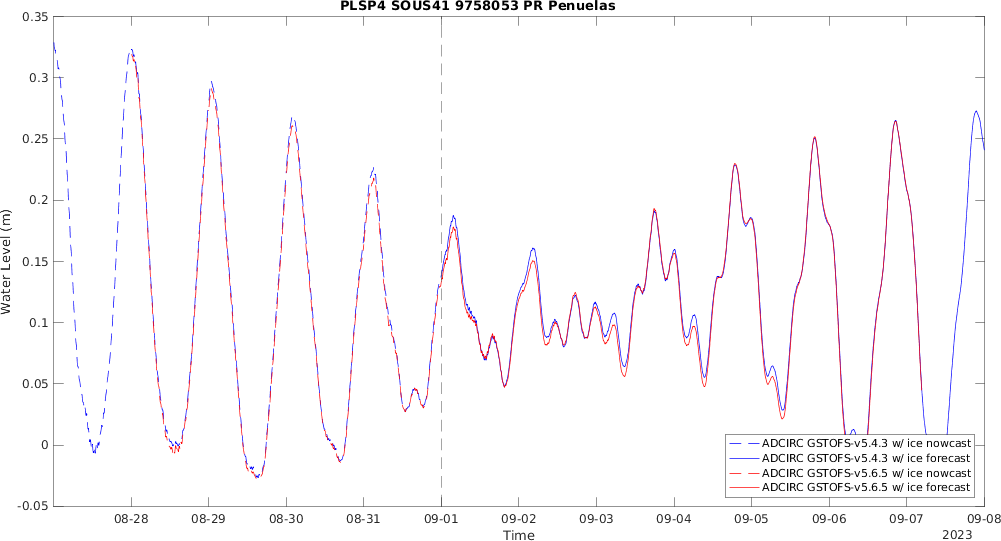 PLSP4 SOUS41 9758053 PR Penuelas
0.35
0.3
0.25
0.2
0.15
0.1
0.05
0
-0.05
Water Level (m)
08-28 08-29 08-30 08-31 09-01 09-02 09-03 09-04 09-05 09-06 09-07 09-08
Time
2023
ADCIRC GSTOFS-v5.4.3 w/ ice nowcast
ADCIRC GSTOFS-v5.4.3 w/ ice forecast
ADCIRC GSTOFS-v5.6.5 w/ ice nowcast
ADCIRC GSTOFS-v5.6.5 w/ ice forecast